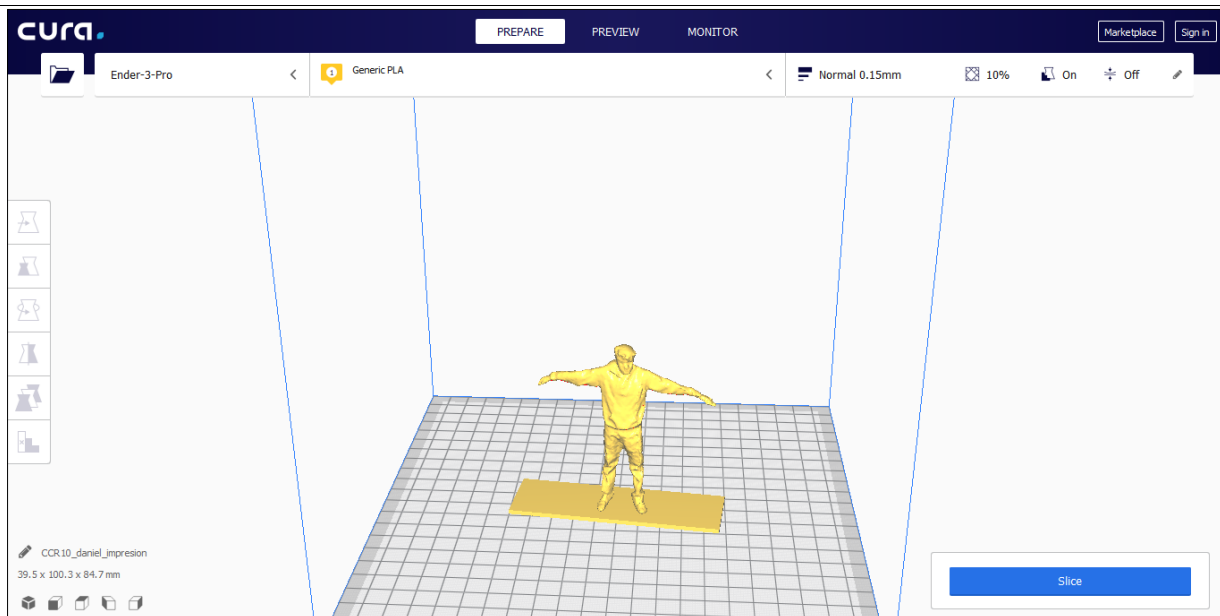 cura.
PREPARE PREVIEW MONITOR
Marketplace Sign in
Ender-3-Pro
1 Generic PLA
Normal 0.15mm 10% On Off
CCR10_daniel_impresion
39.5 x 100.3 x 84.7 mm
Slice